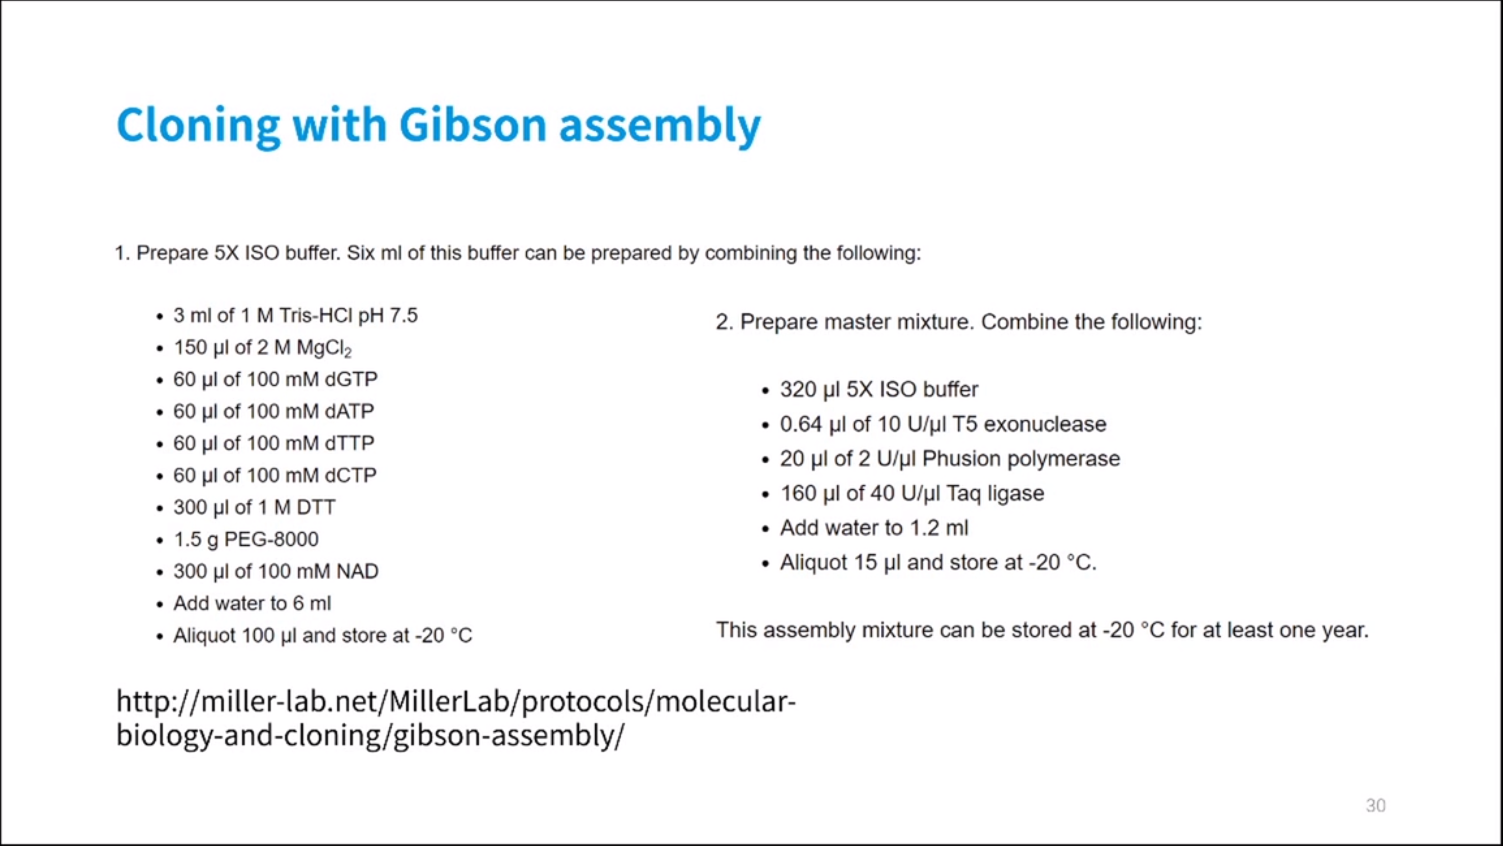 Cloning with Gibson assembly
1. Prepare 5X ISO buffer. Six ml of this buffer can be prepared by combining the following:
• 3 ml of 1 M Tris-HCl pH 7.5
• 150 µl of 2 M MgCl₂
• 60 µl of 100 mM dGTP
• 60 µl of 100 mM dATP
• 60 µl of 100 mM dTTP
• 60 µl of 100 mM dCTP
• 300 µl of 1 M DTT
• 1.5 g PEG-8000
• 300 µl of 100 mM NAD
• Add water to 6 ml
• Aliquot 100 µl and store at -20 °C
2. Prepare master mixture. Combine the following:
• 320 µl 5X ISO buffer
• 0.64 µl of 10 U/µl T5 exonuclease
• 20 µl of 2 U/µl Phusion polymerase
• 160 µl of 40 U/µl Taq ligase
• Add water to 1.2 ml
• Aliquot 15 µl and store at -20 °C.
This assembly mixture can be stored at -20 °C for at least one year.
http://miller-lab.net/MillerLab/protocols/molecular-
biology-and-cloning/gibson-assembly/
30